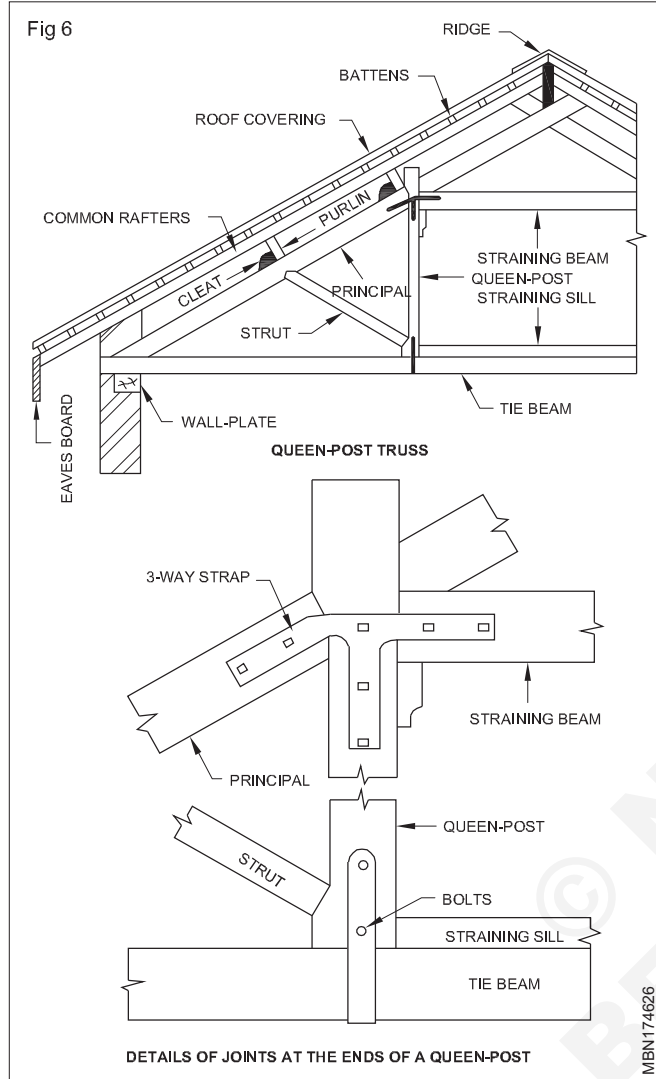 Fig 6
RIDGE
BATTENS
ROOF COVERING
PURLIN
COMMON RAFTERS
CLEAT
STRAINING BEAM
QUEEN-POST
PRINCIPAL
STRAINING SILL
STRUT
TIE BEAM
WALL-PLATE
EAVES BOARD
QUEEN-POST TRUSS
3-WAY STRAP
STRAINING BEAM
PRINCIPAL
QUEEN-POST
STRUT
BOLTS
STRAINING SILL
TIE BEAM
DETAILS OF JOINTS AT THE ENDS OF A QUEEN-POST
MBN174626
©